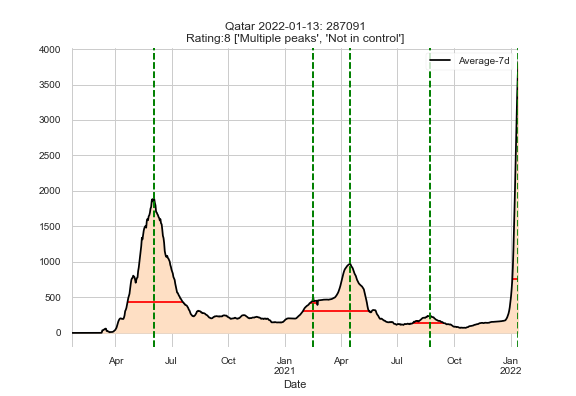 Qatar 2022-01-13: 287091
Rating:8 ['Multiple peaks', 'Not in control']
Average-7d
4000
3500
3000
2500
2000
1500
1000
500
0
Apr Jul Oct Jan Apr Jul Oct Jan
2021 2022
Date